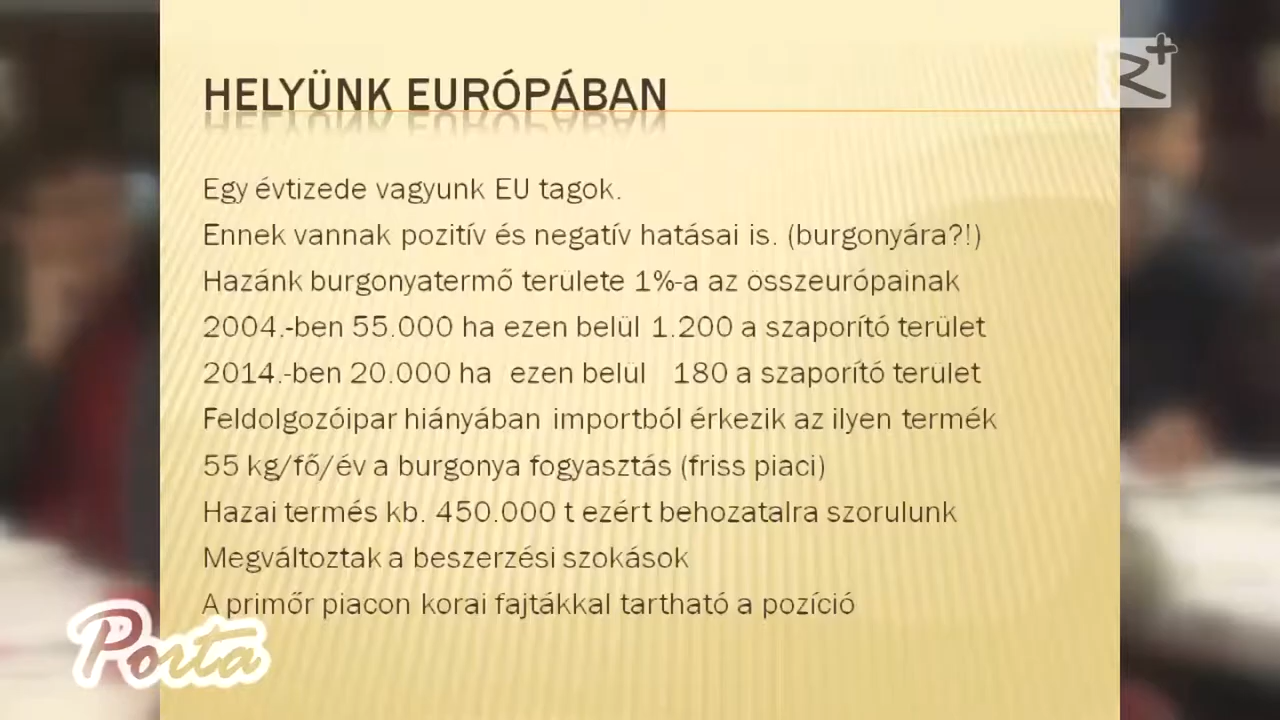 R+
HELYÜNK EURÓPÁBAN
Egy évtizede vagyunk EU tagok.
Ennek vannak pozitív és negatív hatásai is. (burgonyára?!)
Hazánk burgonyatermő területe 1%-a az összeurópainak
2004.-ben 55.000 ha ezen belül 1.200 a szaporító terület
2014.-ben 20.000 ha ezen belül 180 a szaporító terület
Feldolgozóipar hiányában importból érkezik az ilyen termék
55 kg/fő/év a burgonya fogyasztás (friss piaci)
Hazai termés kb. 450.000 t ezért behozatalra szorulunk
Megváltoztak a beszerzési szokások
A primőr piacon korai fajtákkal tartható a pozíció
Porta